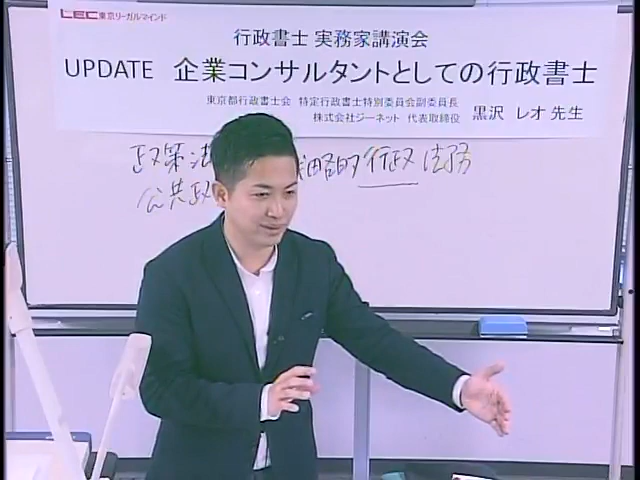 LEC東京リーガルマインド
行政書士 実務家講演会
UPDATE 企業コンサルタントとしての行政書士
東京都行政書士会 特定行政書士特別委員会副委員長
株式会社ジーネット 代表取締役 黒沢 レオ 先生
政策法 略的行政法務
公共政